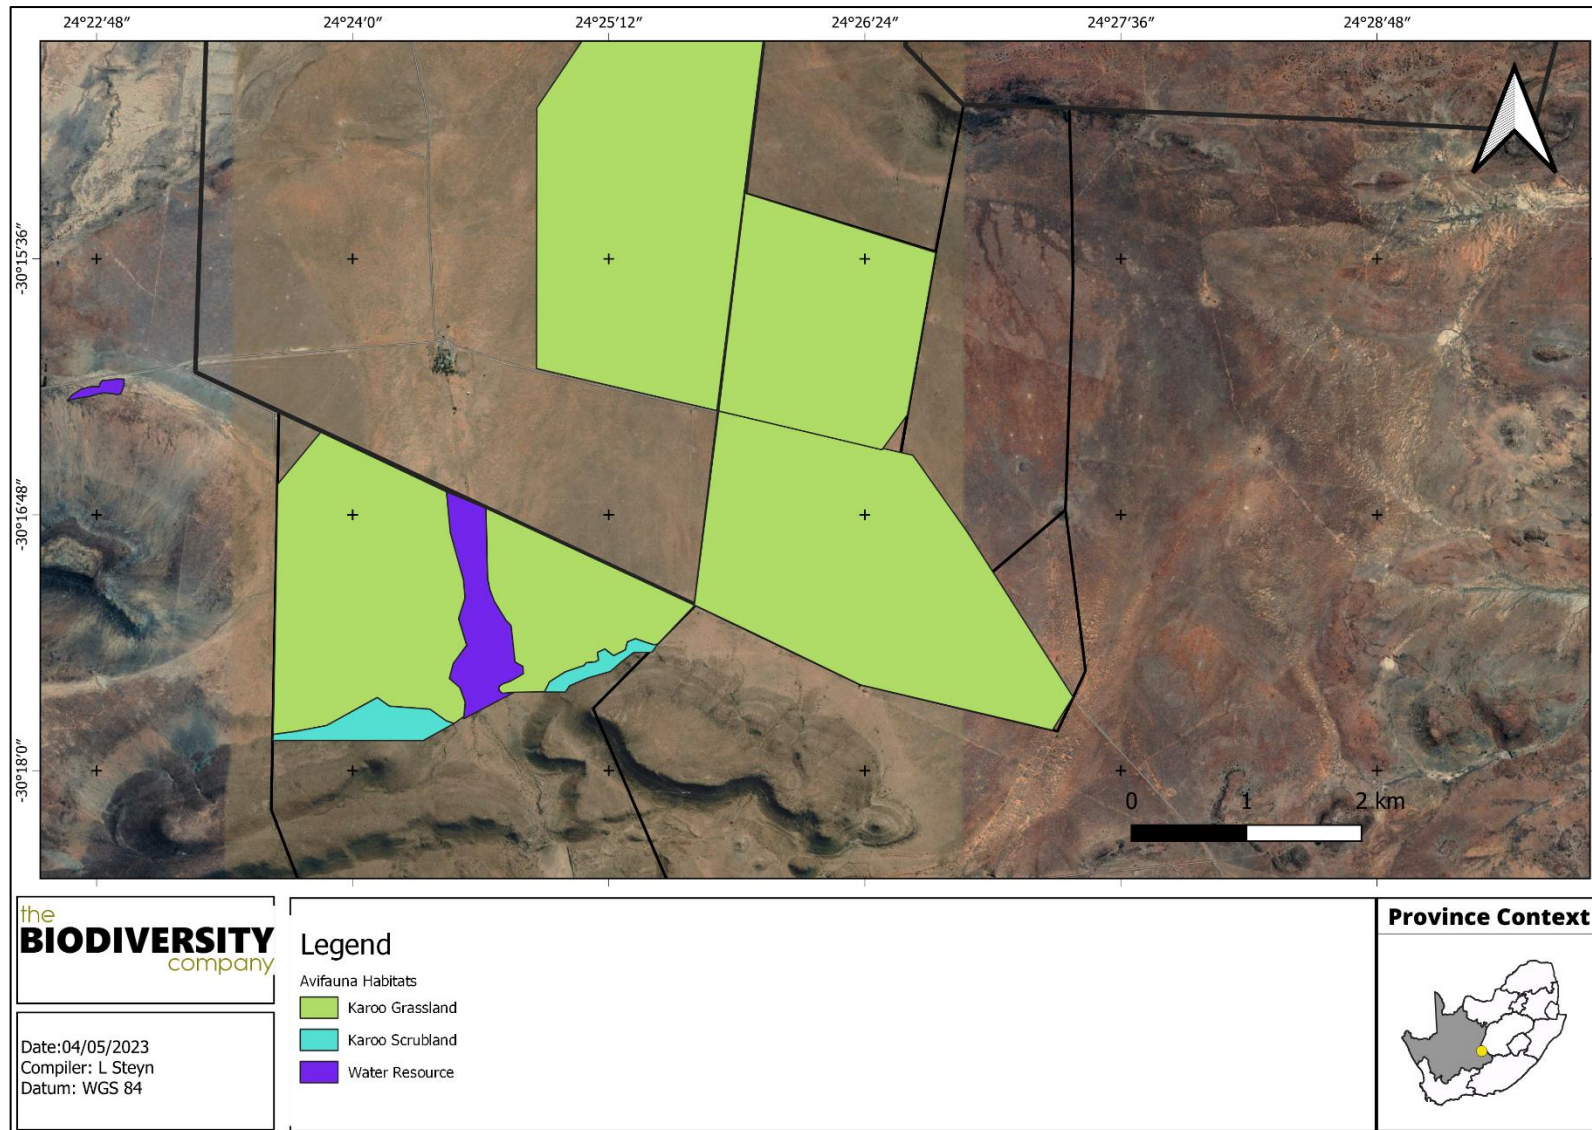 24°22′48″ 24°24′0″ 24°25′12″ 24°26′24″ 24°27′36″ 24°28′48″
-30°15′36″
-30°16′48″
-30°18′0″
0 1 2 km
the
BIODIVERSITY
company
Date:04/05/2023
Compiler: L Steyn
Datum: WGS 84
Legend
Avifauna Habitats
Karoo Grassland
Karoo Scrubland
Water Resource
Province Context